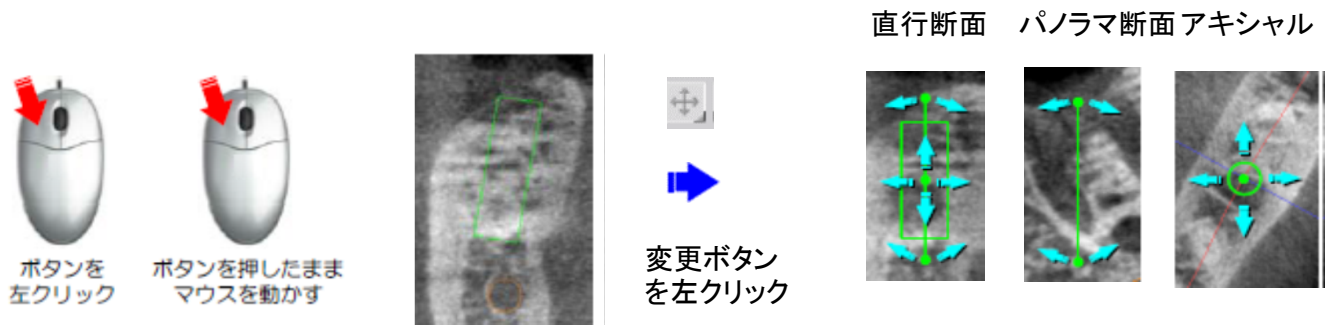 直行断面 パノラマ断面 アキシャル
ボタンを
左クリック
ボタンを押したまま
マウスを動かす
変更ボタン
を左クリック